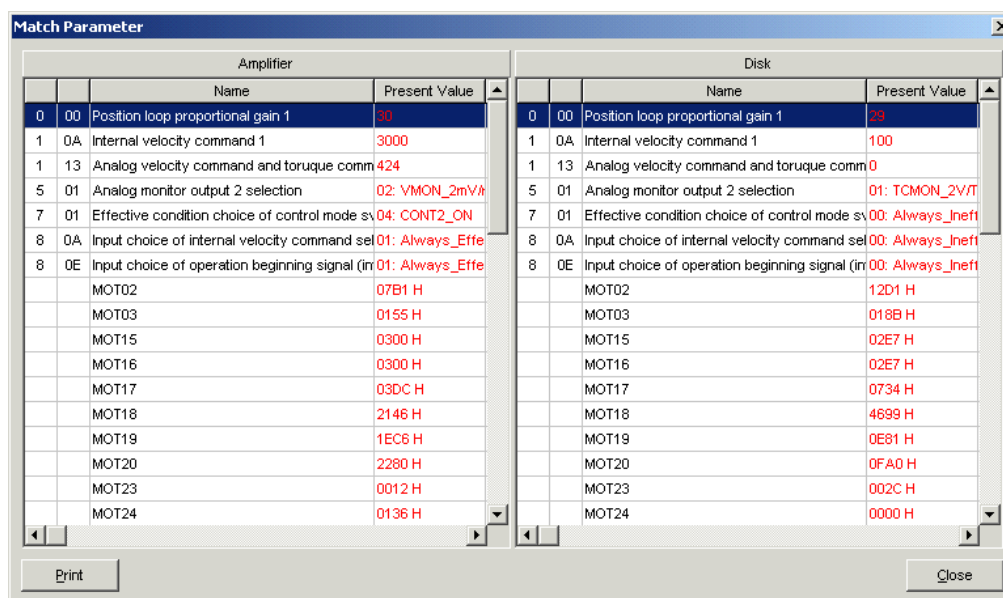 Match Parameter
Amplifier Disk
Name Present Value Name Present Value
0 00 Position loop proportional gain 1 30 0 00 Position loop proportional gain 1 29
1 0A Internal velocity command 1 3000 1 0A Internal velocity command 1 100
1 13 Analog velocity command and toruque comm 424 1 13 Analog velocity command and toruque comm 0
5 01 Analog monitor output 2 selection 02: VMON_2mV/ 5 01 Analog monitor output 2 selection 01: TCMON_2V/T
7 01 Effective condition choice of control mode sv 04: CONT2_ON 7 01 Effective condition choice of control mode sv 00: Always_Ineff
8 0A Input choice of internal velocity command sel 01: Always_Effe 8 0A Input choice of internal velocity command sel 00: Always_Ineff
8 0E Input choice of operation beginning signal (in 01: Always_Effe 8 0E Input choice of operation beginning signal (in 00: Always_Ineff
MOT02 07B1 H MOT02 12D1 H
MOT03 0155 H MOT03 018B H
MOT15 0300 H MOT15 02E7 H
MOT16 0300 H MOT16 02E7 H
MOT17 03DC H MOT17 0734 H
MOT18 2146 H MOT18 4699 H
MOT19 1EC6 H MOT19 0E81 H
MOT20 2280 H MOT20 0FA0 H
MOT23 0012 H MOT23 002C H
MOT24 0136 H MOT24 0000 H
Print Close